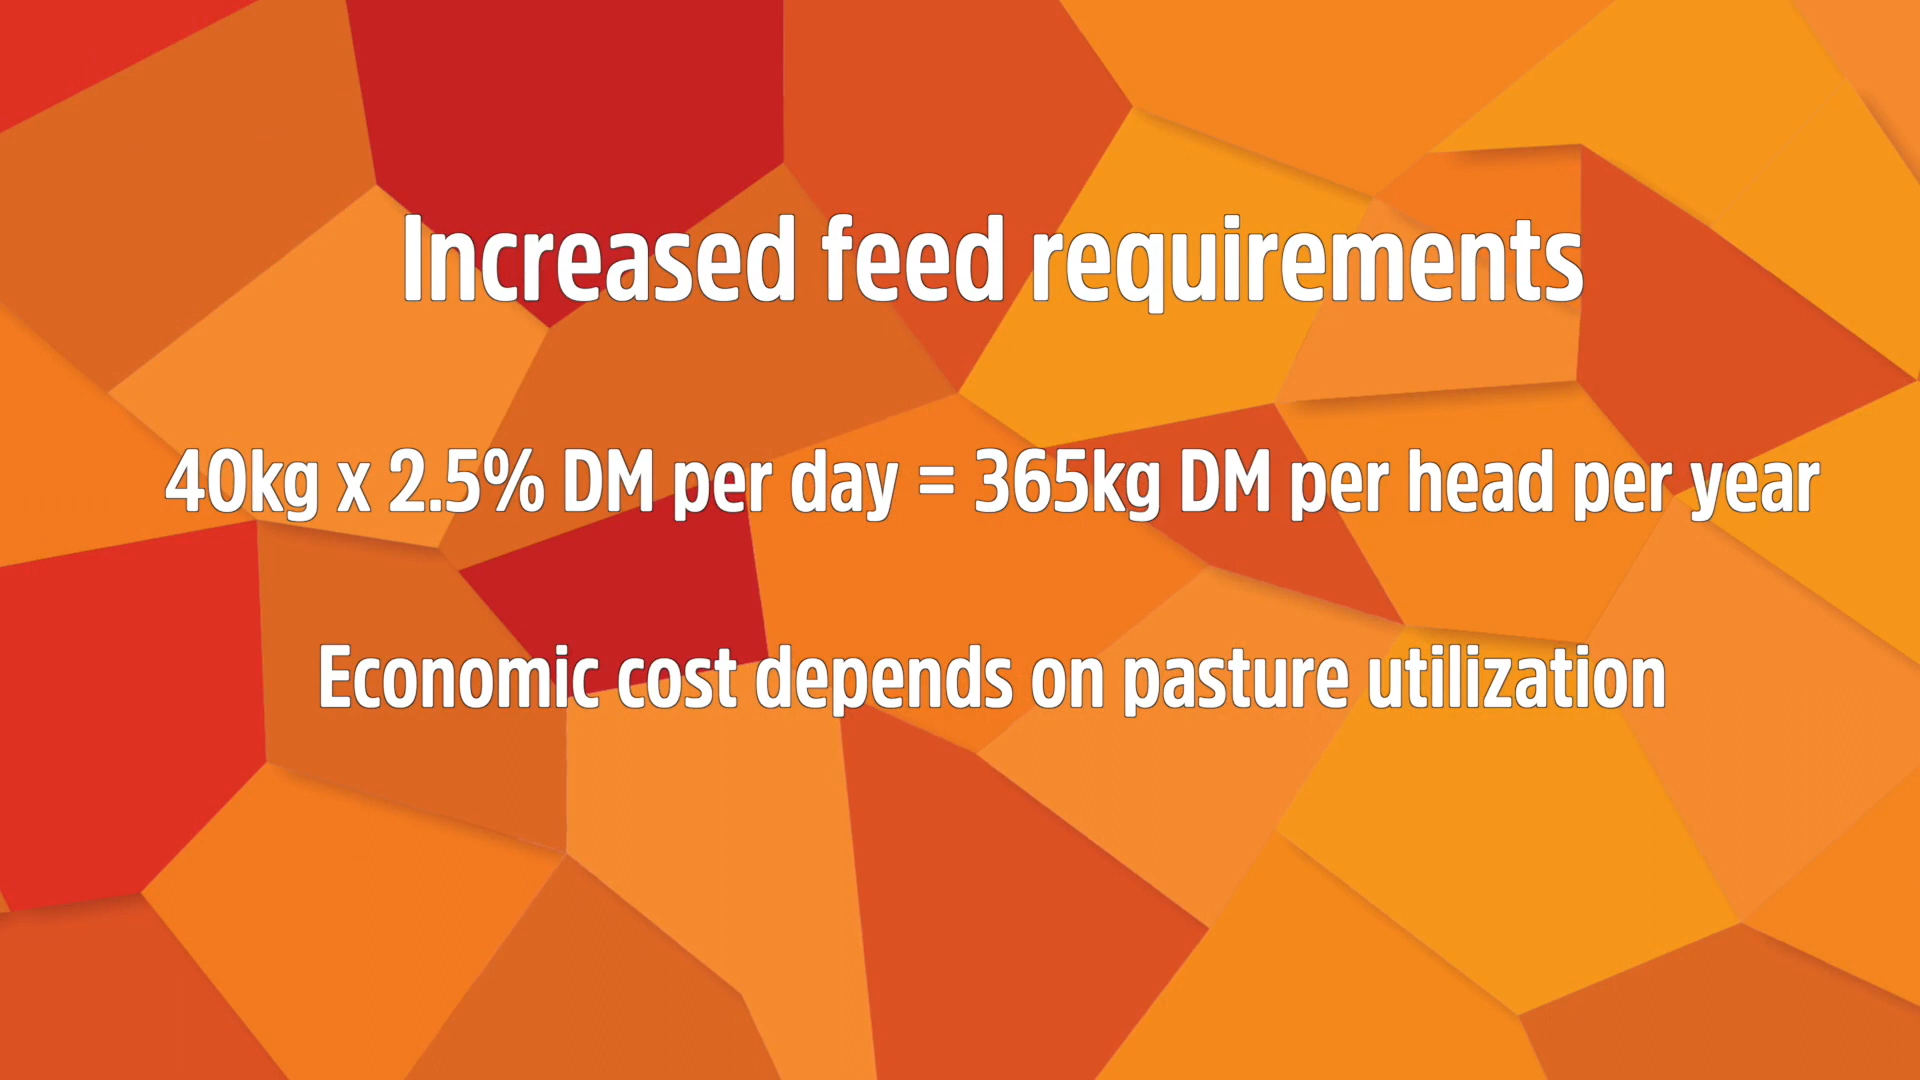 Increased feed requirements
40kg x 2.5% DM per day = 365kg DM per head per year
Economic cost depends on pasture utilization